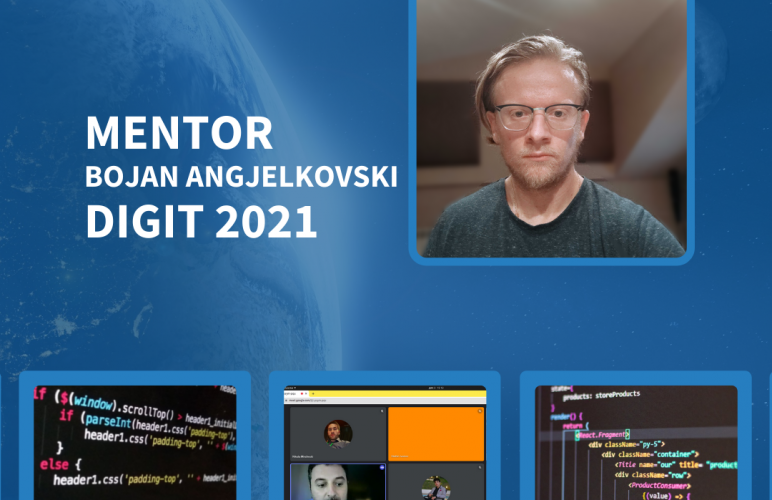 MENTOR
BOJAN ANGJELKOVSKI
DIGIT 2021
if ($(window).scrollTop() > header1_initial
if (parseInt(header1.css('padding-top'),
header1.css('padding-top', '' +
}
else {
header1.css('padding-top', '' + header1_ini
products: storeProducts
}
render() {
return (
<React.Fragment>
<div className="py-5">
<div className="container">
<Title name="our" title= "product
<div className="row">
<ProductConsumer>
{(value) => {